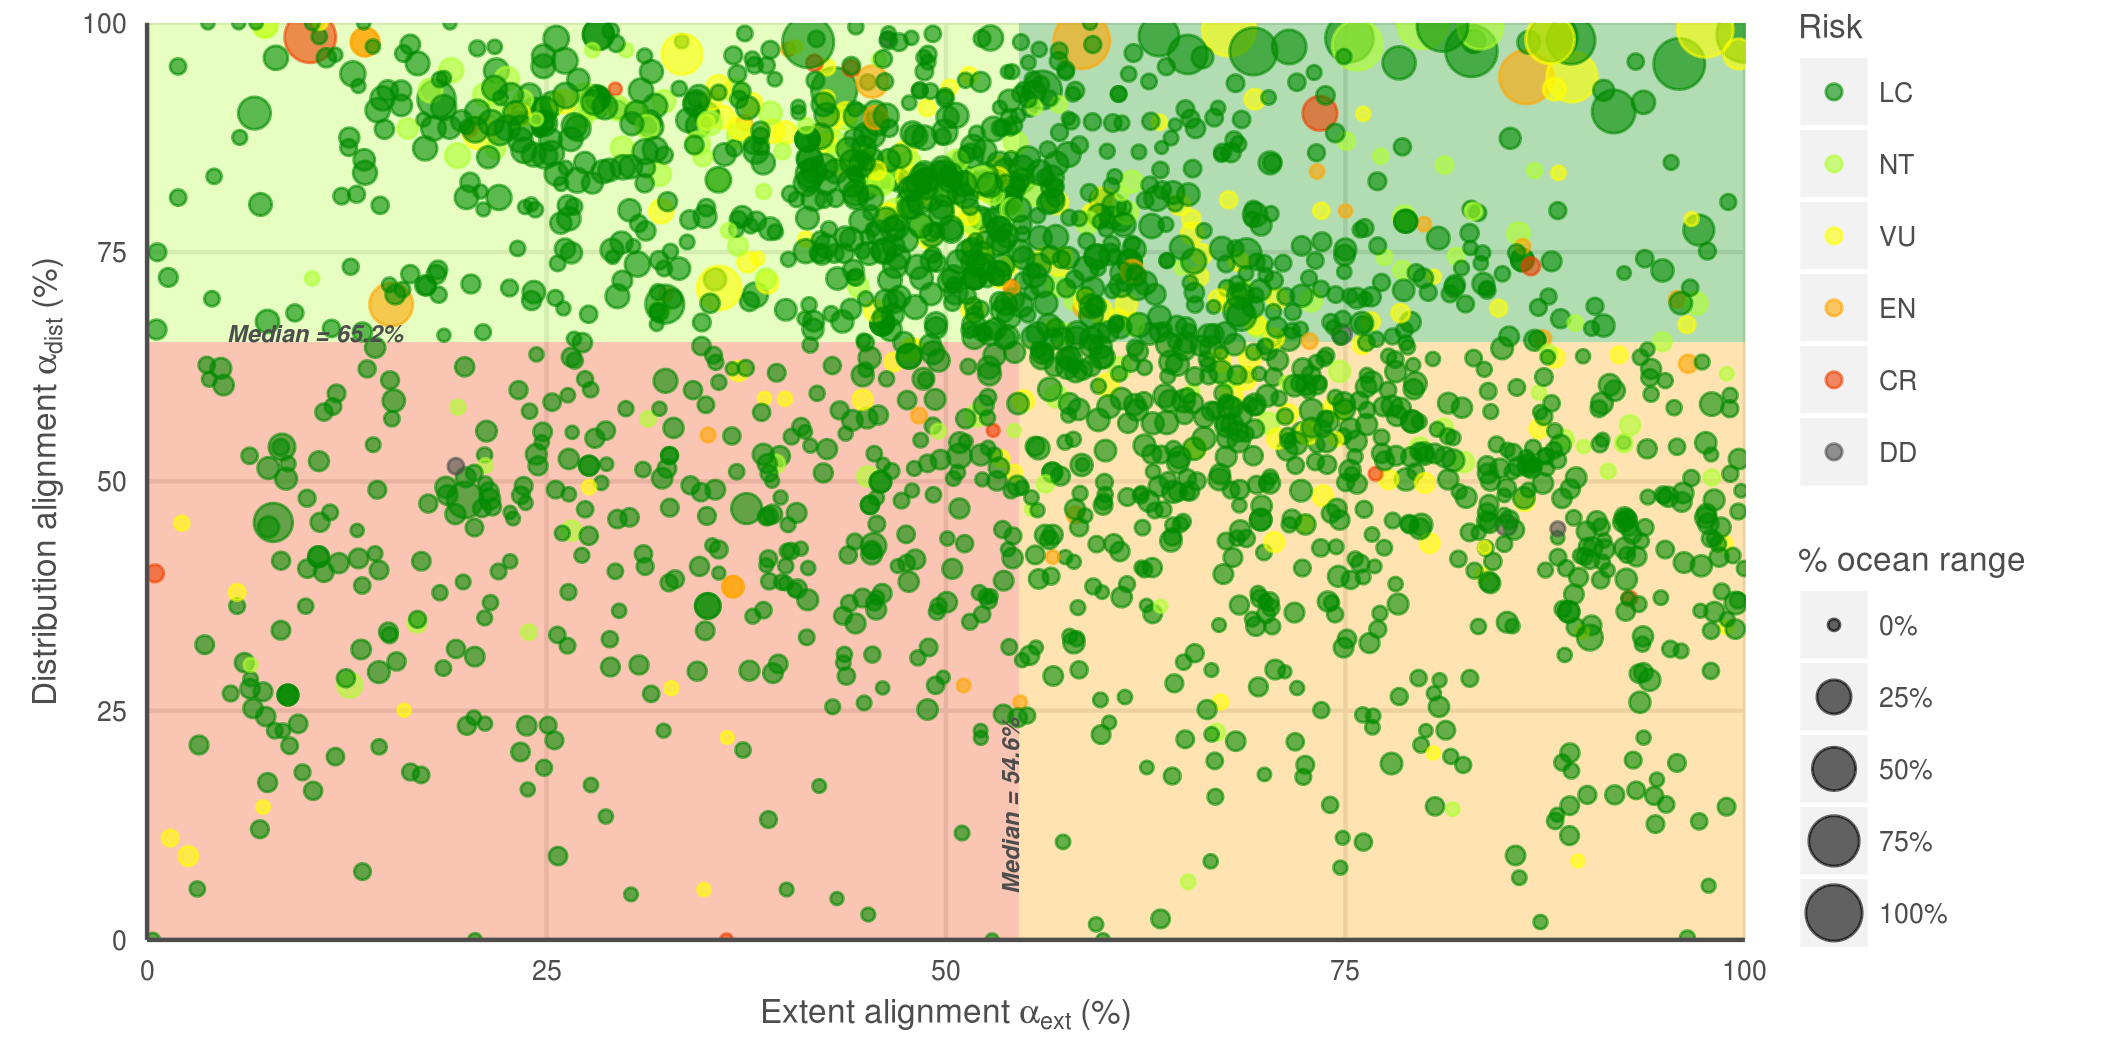 100
75
50
25
0
Distribution alignment αdist (%)
Median = 65.2%
Median = 54.6%
0
25
50
75
100
Extent alignment αext (%)
Risk
LC
NT
VU
EN
CR
DD
% ocean range
0%
25%
50%
75%
100%